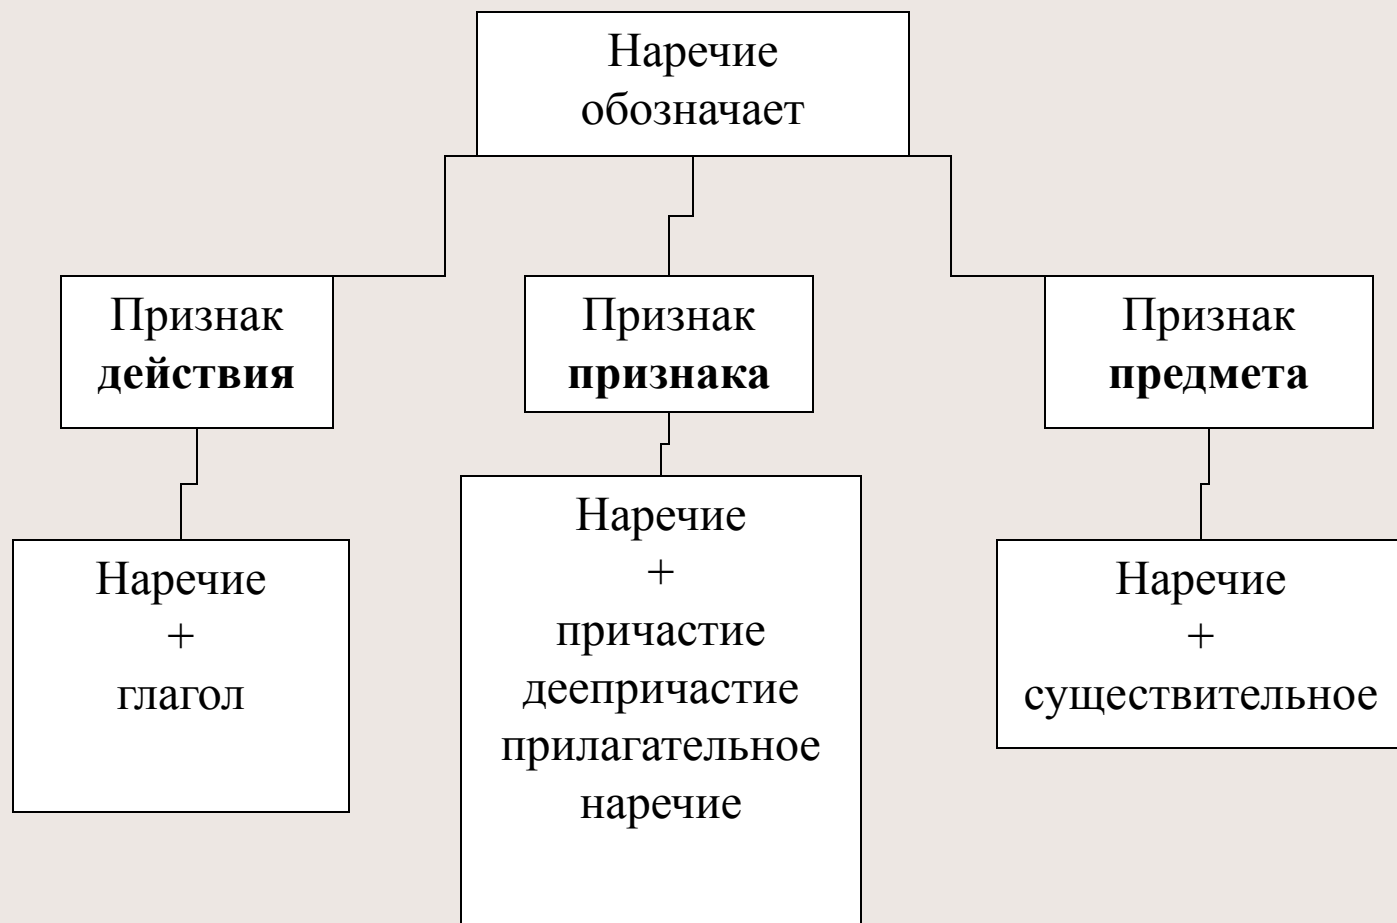 Наречие
обозначает
Признак
действия
Признак
признака
Признак
предмета
Наречие
+
глагол
Наречие
+
причастие
деепричастие
прилагательное
наречие
Наречие
+
существительное